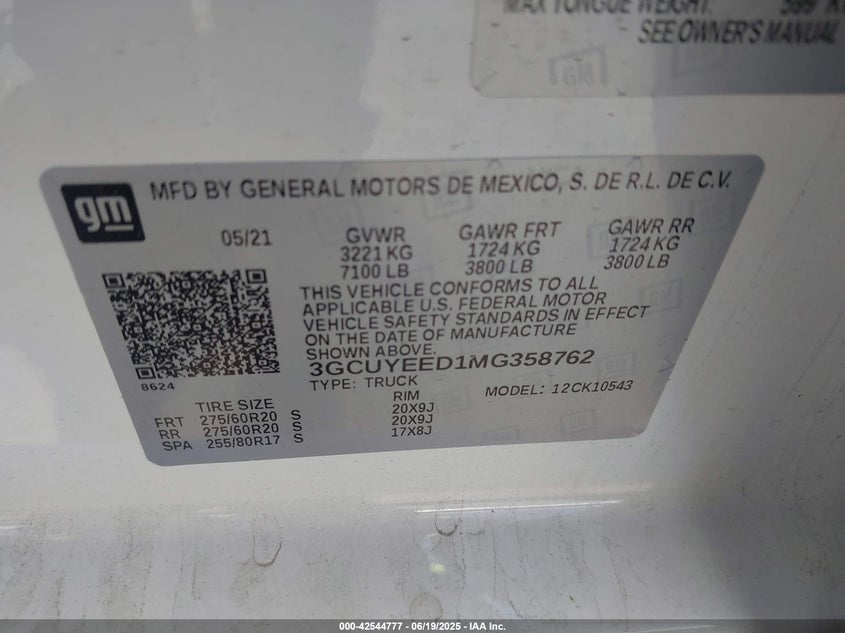 MAX TONGUE WEIGHT: 599
SEE OWNER'S MANUAL
gm
MFD BY GENERAL MOTORS DE MEXICO, S. DE R.L. DE C.V.
05/21 GVWR GAWR FRT GAWR RR
3221 KG 1724 KG 1724 KG
7100 LB 3800 LB 3800 LB
THIS VEHICLE CONFORMS TO ALL
APPLICABLE U.S. FEDERAL MOTOR
VEHICLE SAFETY STANDARDS IN EFFECT
ON THE DATE OF MANUFACTURE
SHOWN ABOVE.
3GCUYEED1MG358762
8624
TYPE: TRUCK MODEL: 12CK10543
TIRE SIZE RIM
FRT 275/60R20 S 20X9J
RR 275/60R20 S 20X9J
SPA 255/80R17 S 17X8J
000-42544777 - 06/19/2025 - IAA Inc.